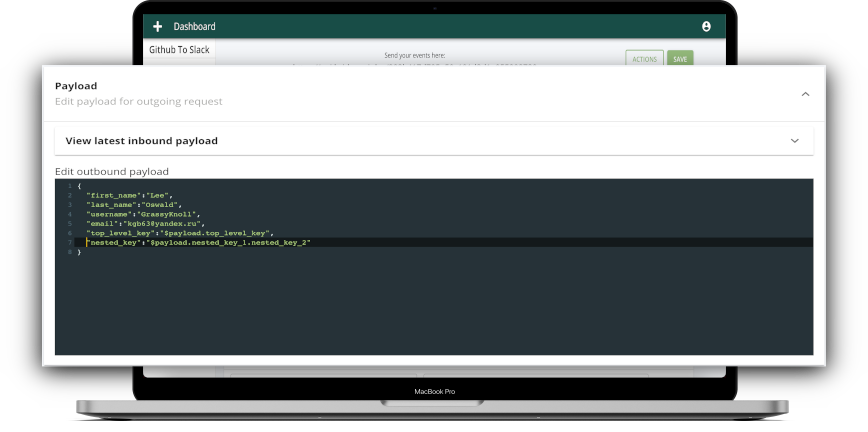 + Dashboard
Github To Slack
Send your events here:
ACTIONS
SAVE
Payload
Edit payload for outgoing request
View latest inbound payload
Edit outbound payload
1 {
2 "first_name":"Lee",
3 "last_name":"Oswald",
4 "username":"GrassyKnoll",
5 "email":"kgb63@yandex.ru",
6 "top_level_key":"$payload.top_level_key",
7 "nested_key":"$payload.nested_key_1.nested_key_2"
8 }
MacBook Pro